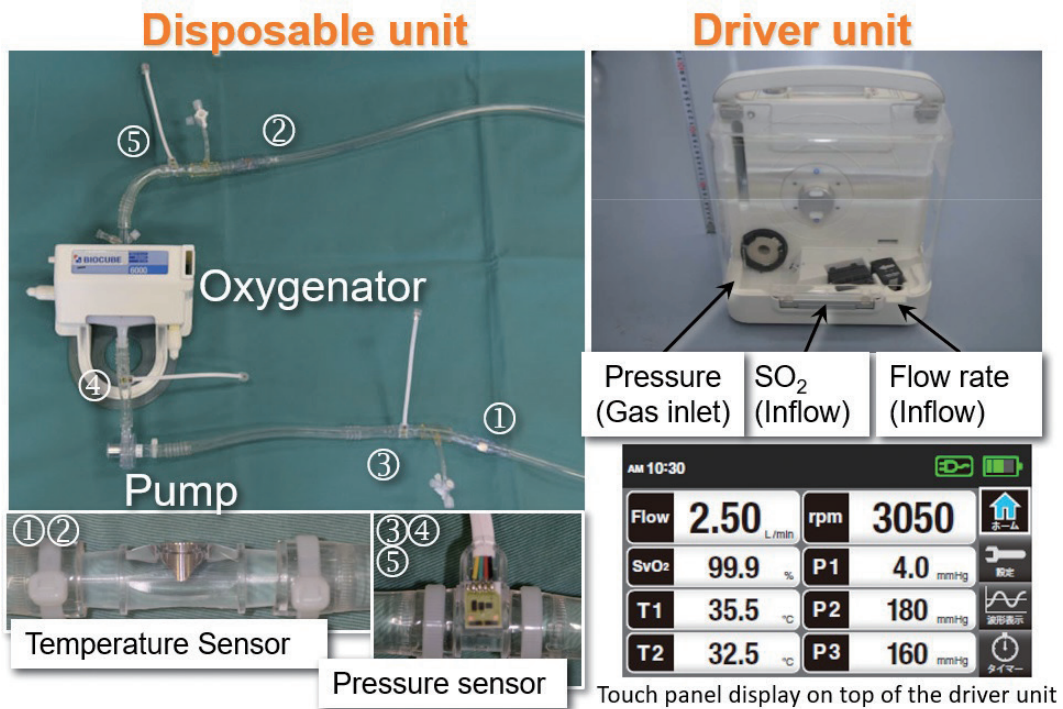 Disposable unit
Driver unit
⑤
②
BIOCUBE
6000
Oxygenator
④
①
③
Pump
①②
Temperature Sensor
③④
⑤
Pressure sensor
Pressure
(Gas inlet)
SO2
(Inflow)
Flow rate
(Inflow)
AM 10:30
Flow 2.50 L/min
rpm 3050
ホーム
SvO2 99.9 %
P1 4.0 mmHg
設定
T1 35.5 ℃
P2 180 mmHg
波形表示
T2 32.5 ℃
P3 160 mmHg
タイマー
Touch panel display on top of the driver unit